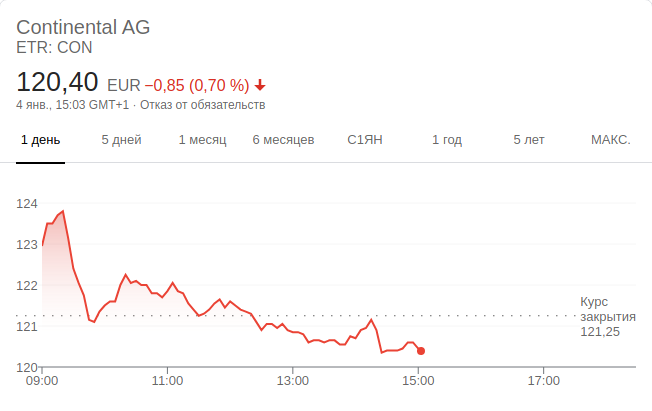 Continental AG
ETR: CON
120,40 EUR −0,85 (0,70 %)
4 янв., 15:03 GMT+1 · Отказ от обязательств
1 день 5 дней 1 месяц 6 месяцев С1ЯН 1 год 5 лет МАКС.
124
123
122
Курс
закрытия
121,25
121
120
09:00 11:00 13:00 15:00 17:00